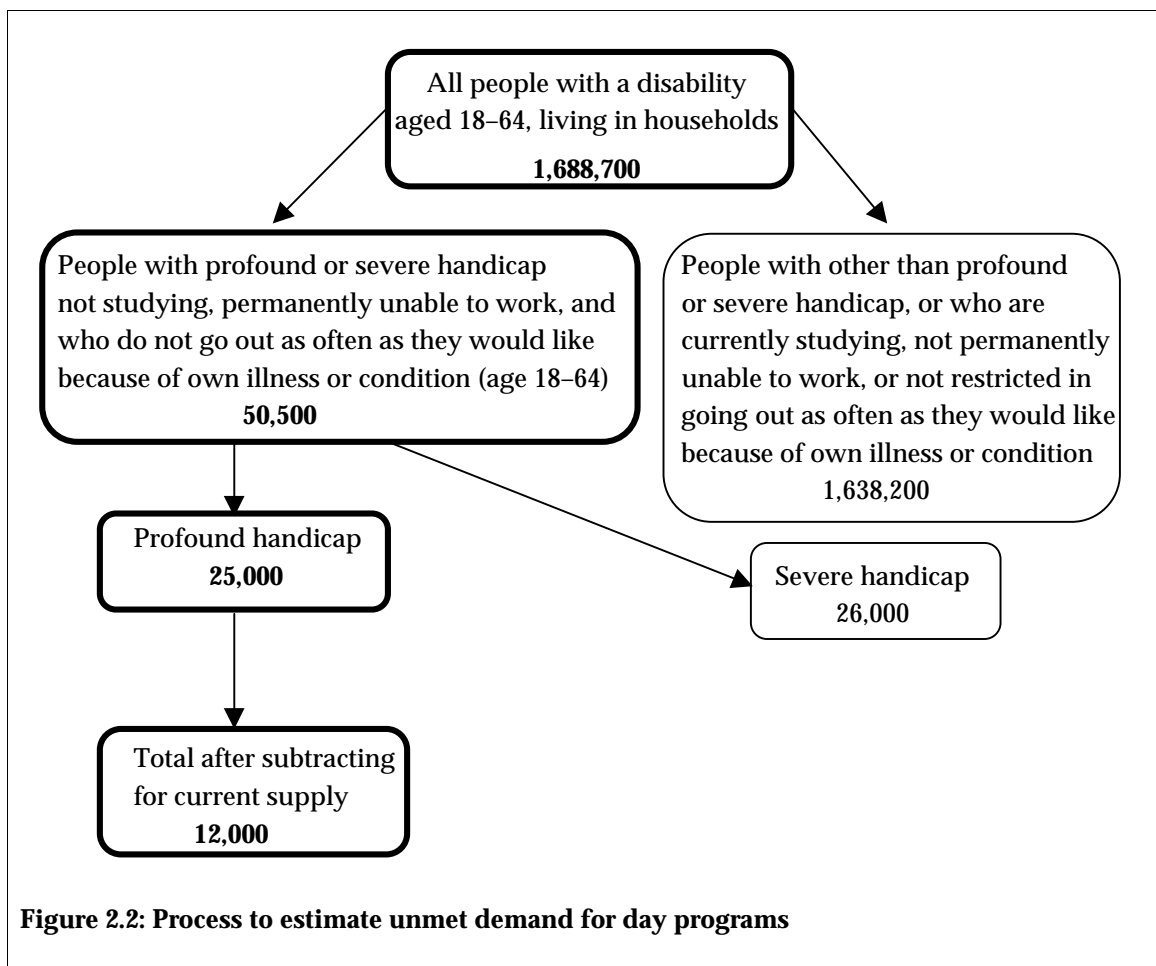 All people with a disability
aged 18–64, living in households
1,688,700
People with profound or severe handicap
not studying, permanently unable to work, and
who do not go out as often as they would like
because of own illness or condition (age 18–64)
50,500
People with other than profound
or severe handicap, or who are
currently studying, not permanently
unable to work, or not restricted in
going out as often as they would like
because of own illness or condition
1,638,200
Profound handicap
25,000
Severe handicap
26,000
Total after subtracting
for current supply
12,000
Figure 2.2: Process to estimate unmet demand for day programs